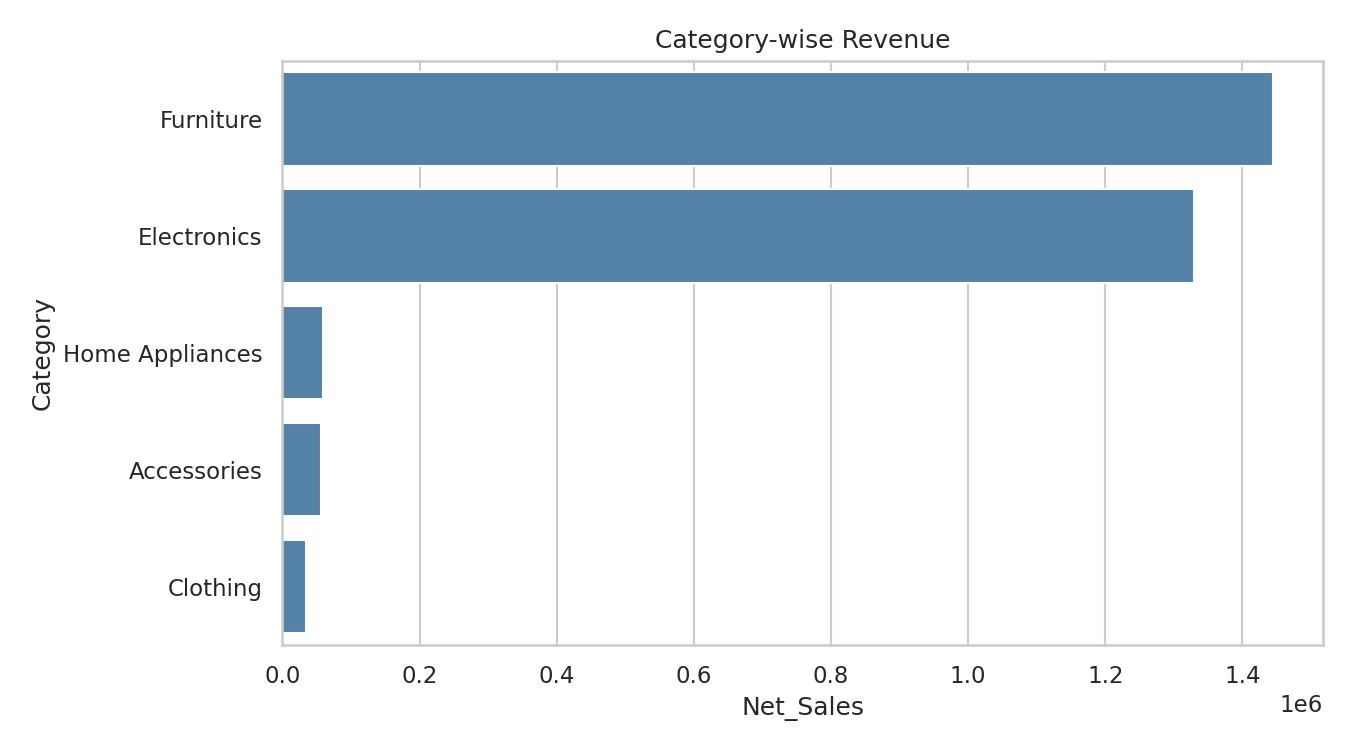 Category-wise Revenue
Furniture
Electronics
Home Appliances
Accessories
Clothing
Category
0.0 0.2 0.4 0.6 0.8 1.0 1.2 1.4
1e6
Net_Sales